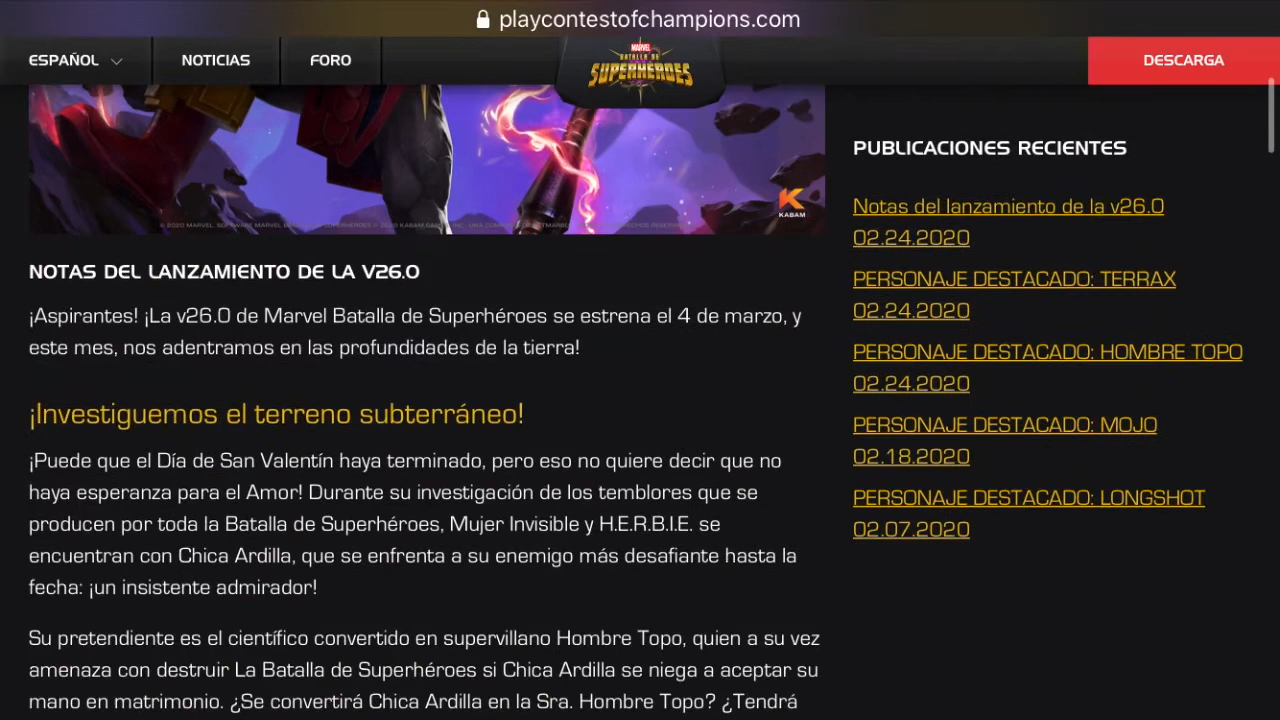 playcontestofchampions.com
ESPAÑOL
NOTICIAS
FORO
MARVEL
BATALLA DE
SUPERHÉROES
DESCARGA
KABAM
NOTAS DEL LANZAMIENTO DE LA V26.0
¡Aspirantes! ¡La v26.0 de Marvel Batalla de Superhéroes se estrena el 4 de marzo, y
este mes, nos adentramos en las profundidades de la tierra!
¡Investiguemos el terreno subterráneo!
¡Puede que el Día de San Valentín haya terminado, pero eso no quiere decir que no
haya esperanza para el Amor! Durante su investigación de los temblores que se
producen por toda la Batalla de Superhéroes, Mujer Invisible y H.E.R.B.I.E. se
encuentran con Chica Ardilla, que se enfrenta a su enemigo más desafiante hasta la
fecha: ¡un insistente admirador!
Su pretendiente es el científico convertido en supervillano Hombre Topo, quien a su vez
amenaza con destruir La Batalla de Superhéroes si Chica Ardilla se niega a aceptar su
mano en matrimonio. ¿Se convertirá Chica Ardilla en la Sra. Hombre Topo? ¿Tendrá
PUBLICACIONES RECIENTES
Notas del lanzamiento de la v26.0
02.24.2020
PERSONAJE DESTACADO: TERRAX
02.24.2020
PERSONAJE DESTACADO: HOMBRE TOPO
02.24.2020
PERSONAJE DESTACADO: MOJO
02.18.2020
PERSONAJE DESTACADO: LONGSHOT
02.07.2020